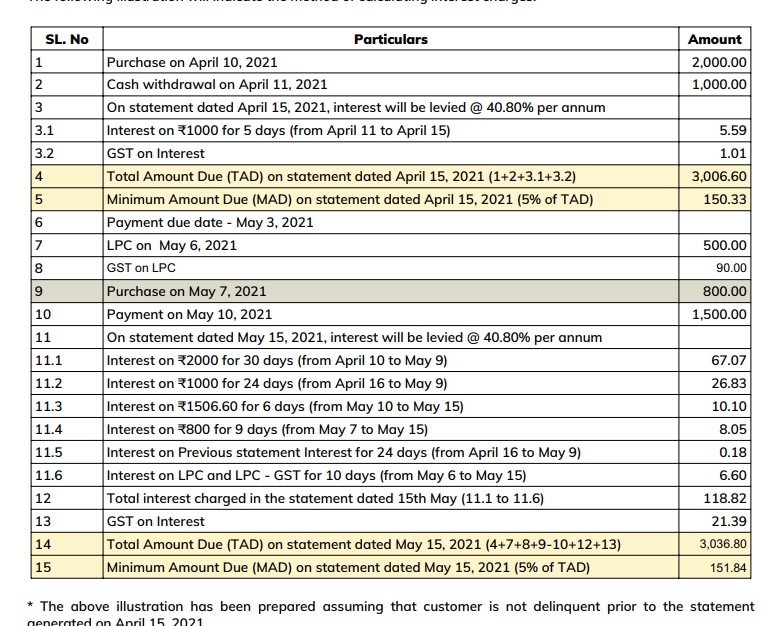 The following illustration will indicate the method of calculating interest charges:
SL. No Particulars Amount
1 Purchase on April 10, 2021 2,000.00
2 Cash withdrawal on April 11, 2021 1,000.00
3 On statement dated April 15, 2021, interest will be levied @ 40.80% per annum
3.1 Interest on ₹1000 for 5 days (from April 11 to April 15) 5.59
3.2 GST on Interest 1.01
4 Total Amount Due (TAD) on statement dated April 15, 2021 (1+2+3.1+3.2) 3,006.60
5 Minimum Amount Due (MAD) on statement dated April 15, 2021 (5% of TAD) 150.33
6 Payment due date - May 3, 2021
7 LPC on May 6, 2021 500.00
8 GST on LPC 90.00
9 Purchase on May 7, 2021 800.00
10 Payment on May 10, 2021 1,500.00
11 On statement dated May 15, 2021, interest will be levied @ 40.80% per annum
11.1 Interest on ₹2000 for 30 days (from April 10 to May 9) 67.07
11.2 Interest on ₹1000 for 24 days (from April 16 to May 9) 26.83
11.3 Interest on ₹1506.60 for 6 days (from May 10 to May 15) 10.10
11.4 Interest on ₹800 for 9 days (from May 7 to May 15) 8.05
11.5 Interest on Previous statement Interest for 24 days (from April 16 to May 9) 0.18
11.6 Interest on LPC and LPC - GST for 10 days (from May 6 to May 15) 6.60
12 Total interest charged in the statement dated 15th May (11.1 to 11.6) 118.82
13 GST on Interest 21.39
14 Total Amount Due (TAD) on statement dated May 15, 2021 (4+7+8+9-10+12+13) 3,036.80
15 Minimum Amount Due (MAD) on statement dated May 15, 2021 (5% of TAD) 151.84
* The above illustration has been prepared assuming that customer is not delinquent prior to the statement
generated on April 15, 2021